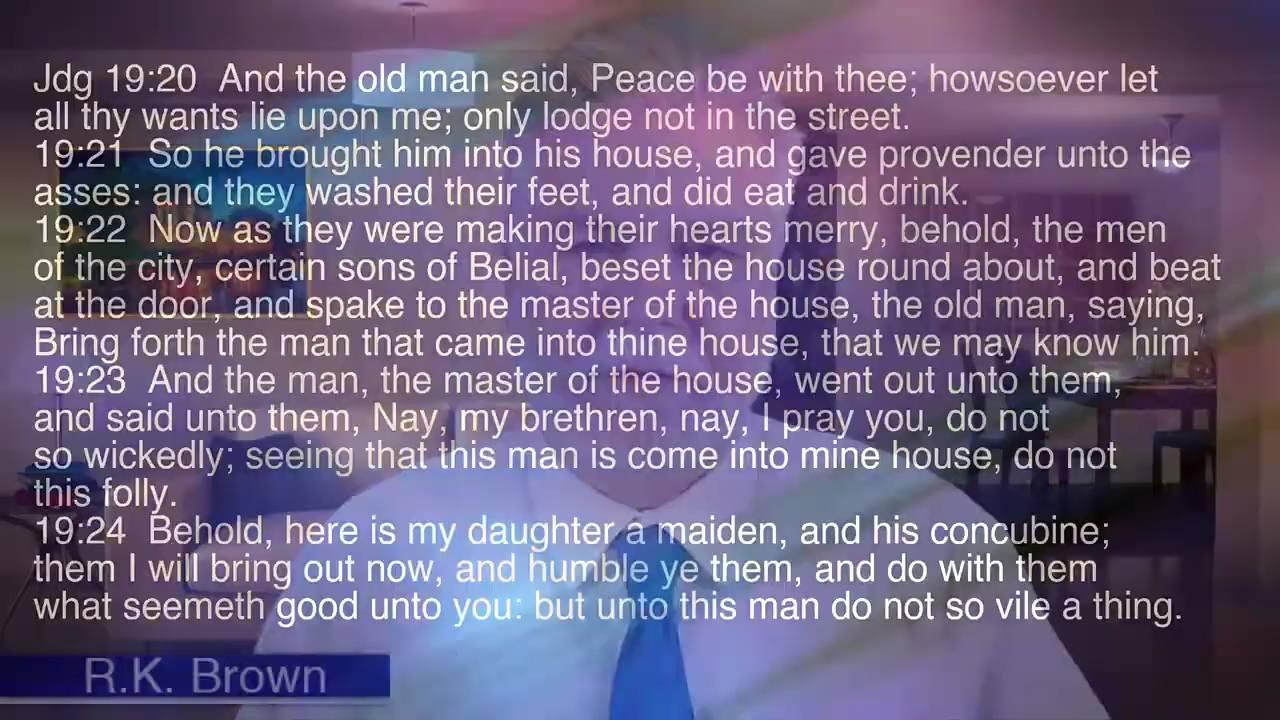 Jdg 19:20  And the old man said, Peace be with thee; howsoever let
all thy wants lie upon me; only lodge not in the street.
19:21  So he brought him into his house, and gave provender unto the
asses: and they washed their feet, and did eat and drink.
19:22  Now as they were making their hearts merry, behold, the men
of the city, certain sons of Belial, beset the house round about, and beat
at the door, and spake to the master of the house, the old man, saying,
Bring forth the man that came into thine house, that we may know him.
19:23  And the man, the master of the house, went out unto them,
and said unto them, Nay, my brethren, nay, I pray you, do not
so wickedly; seeing that this man is come into mine house, do not
this folly.
19:24  Behold, here is my daughter a maiden, and his concubine;
them I will bring out now, and humble ye them, and do with them
what seemeth good unto you: but unto this man do not so vile a thing.
R.K. Brown